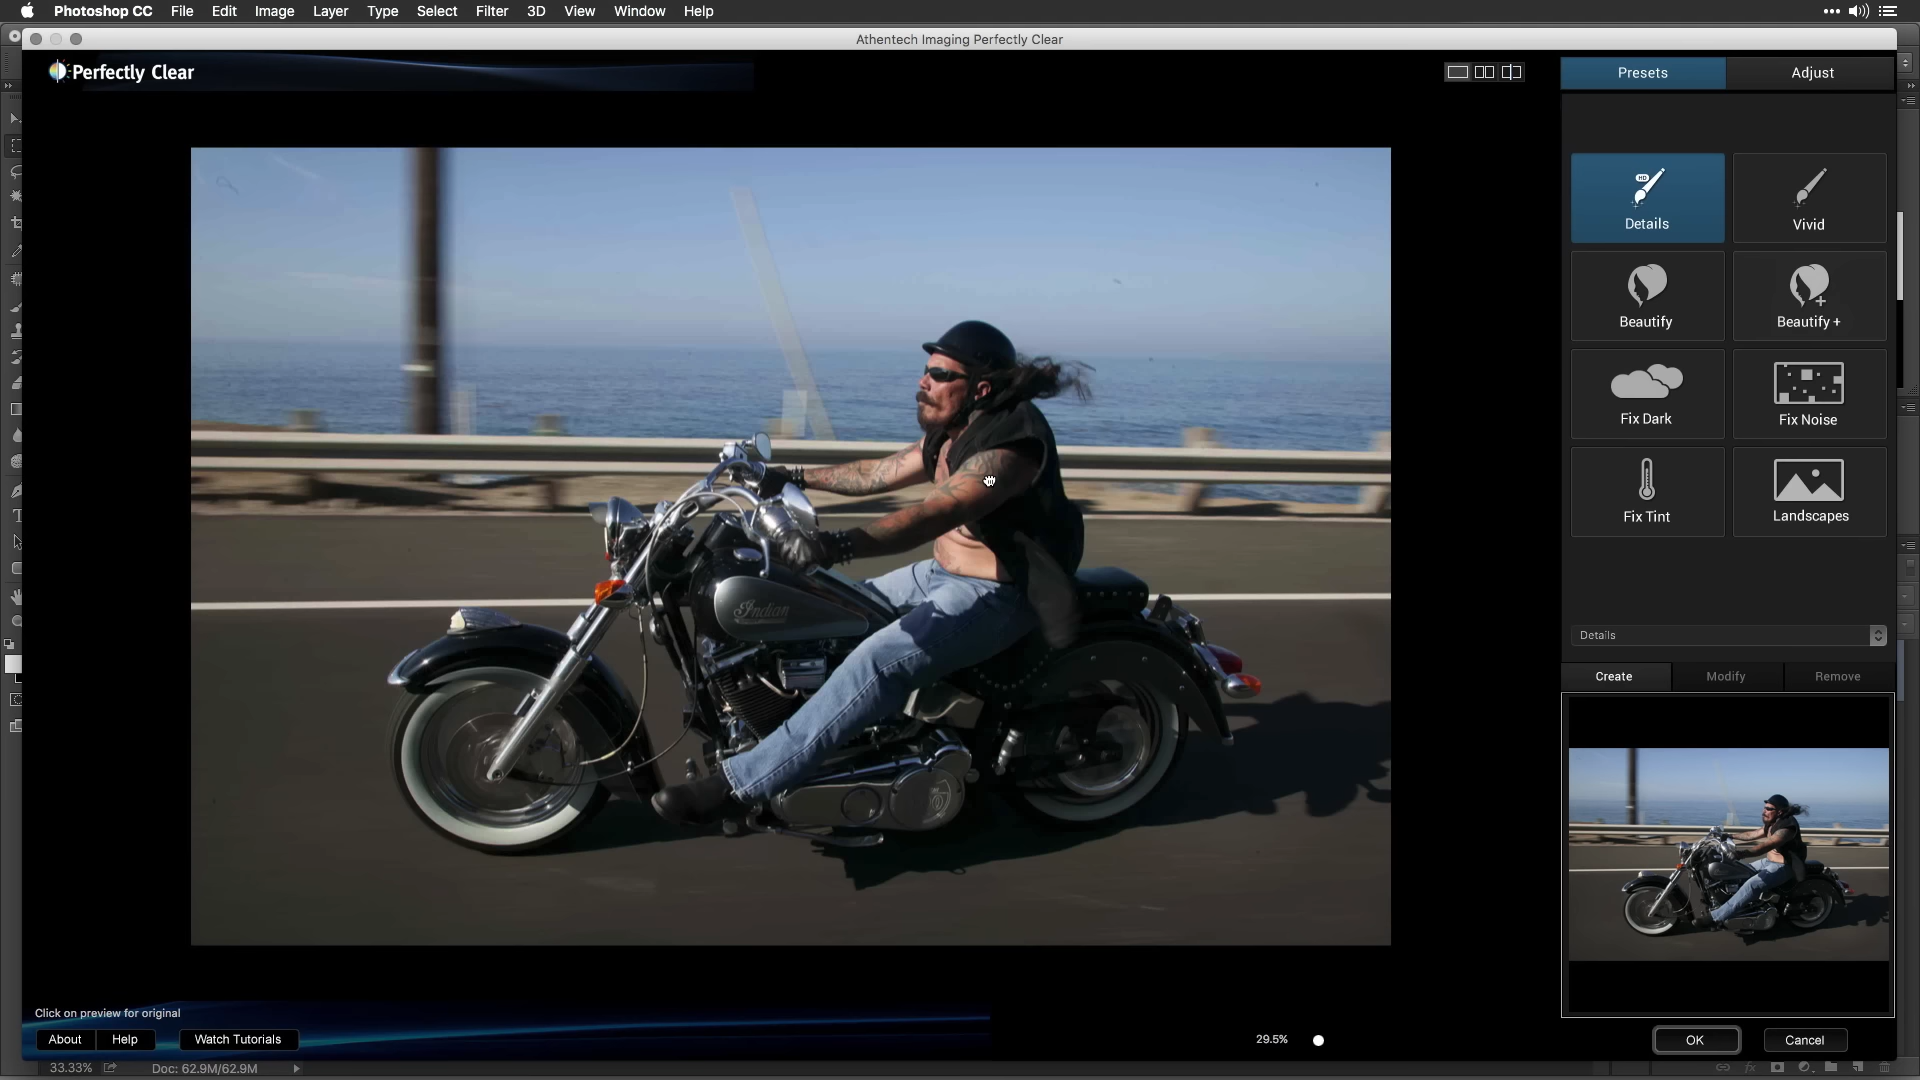 Photoshop CC File Edit Image Layer Type Select Filter 3D View Window Help
Athentech Imaging Perfectly Clear
Perfectly Clear
Presets Adjust
HD
Details Vivid
Beautify Beautify +
Fix Dark Fix Noise
Fix Tint Landscapes
Indian
Details
Create Modify Remove
Click on preview for original
About Help Watch Tutorials
29.5%
OK Cancel
33.33% Doc: 62.9M/62.9M